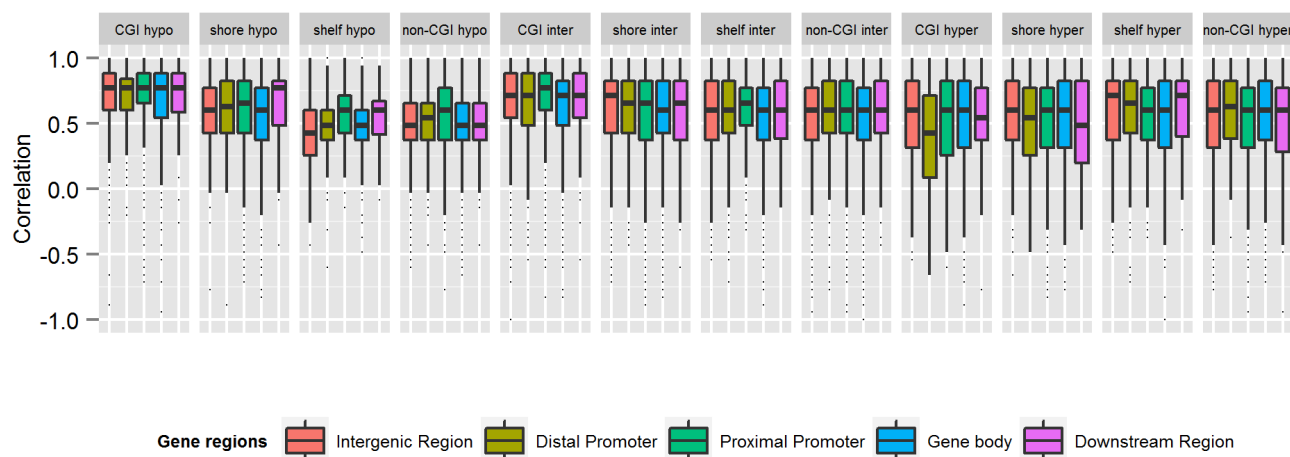 CGI hypo shore hypo shelf hypo non-CGI hypo CGI inter shore inter shelf inter non-CGI inter CGI hyper shore hyper shelf hyper non-CGI hyper
1.0
0.5
0.0
-0.5
-1.0
Correlation
Gene regions Intergenic Region Distal Promoter Proximal Promoter Gene body Downstream Region